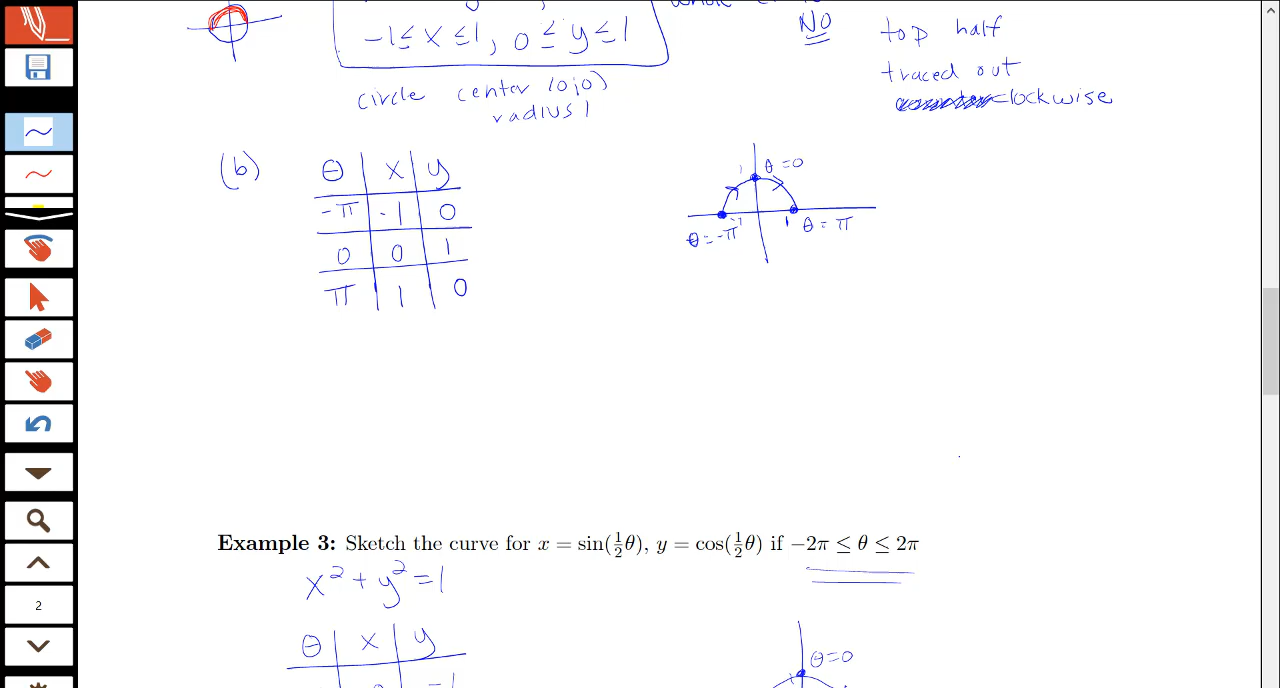 -1 ≤ x ≤ 1, 0 ≤ y ≤ 1
circle center (0,0)
radius 1
NO
top half
traced out
clockwise
(b)
θ x y
-π -1 0
0 0 1
π 1 0
1 θ=0
-1 1
θ=-π θ=π
Example 3: Sketch the curve for x = sin(½θ), y = cos(½θ) if −2π ≤ θ ≤ 2π
x² + y² = 1
θ x y
θ=0
2